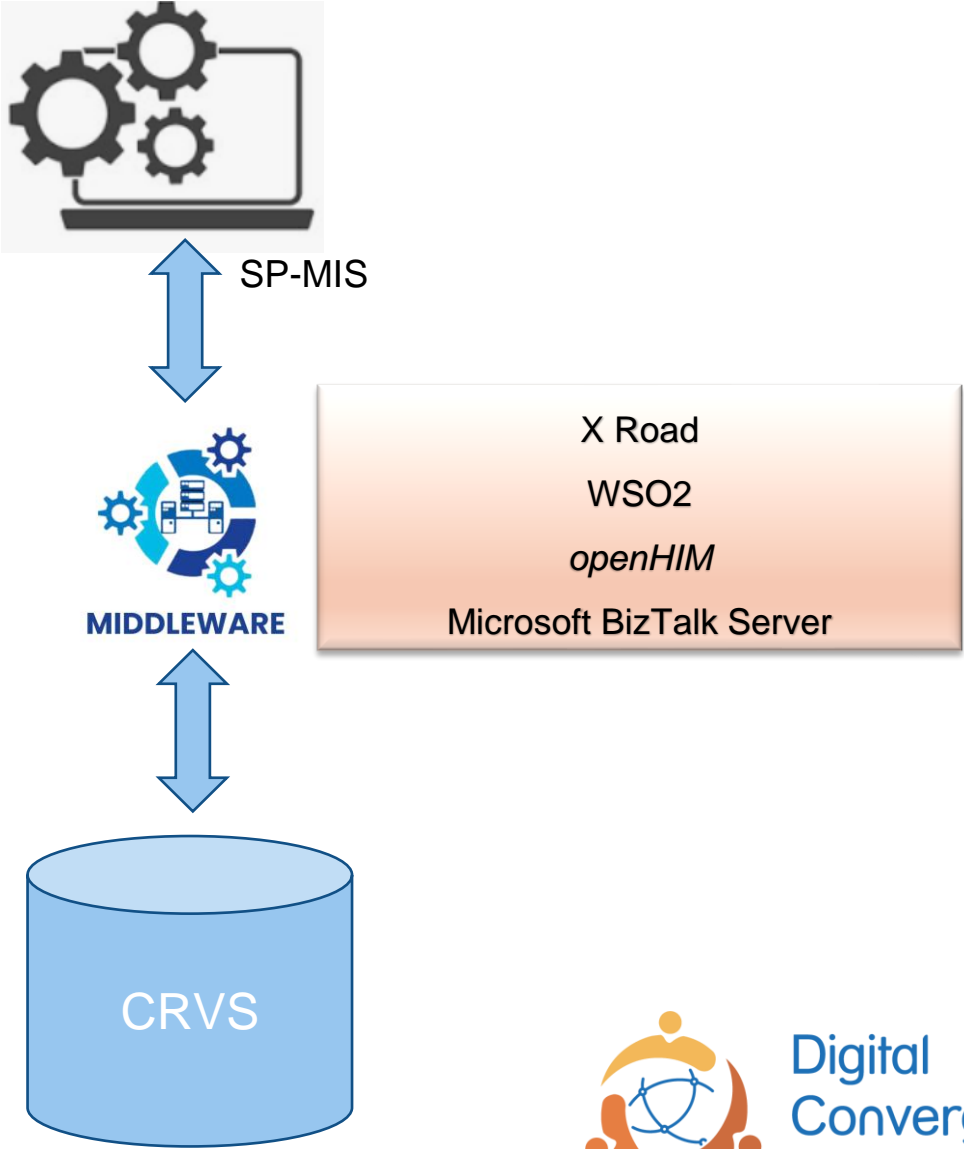 SP-MIS
X Road
WSO2
openHIM
Microsoft BizTalk Server
MIDDLEWARE
CRVS
Digital